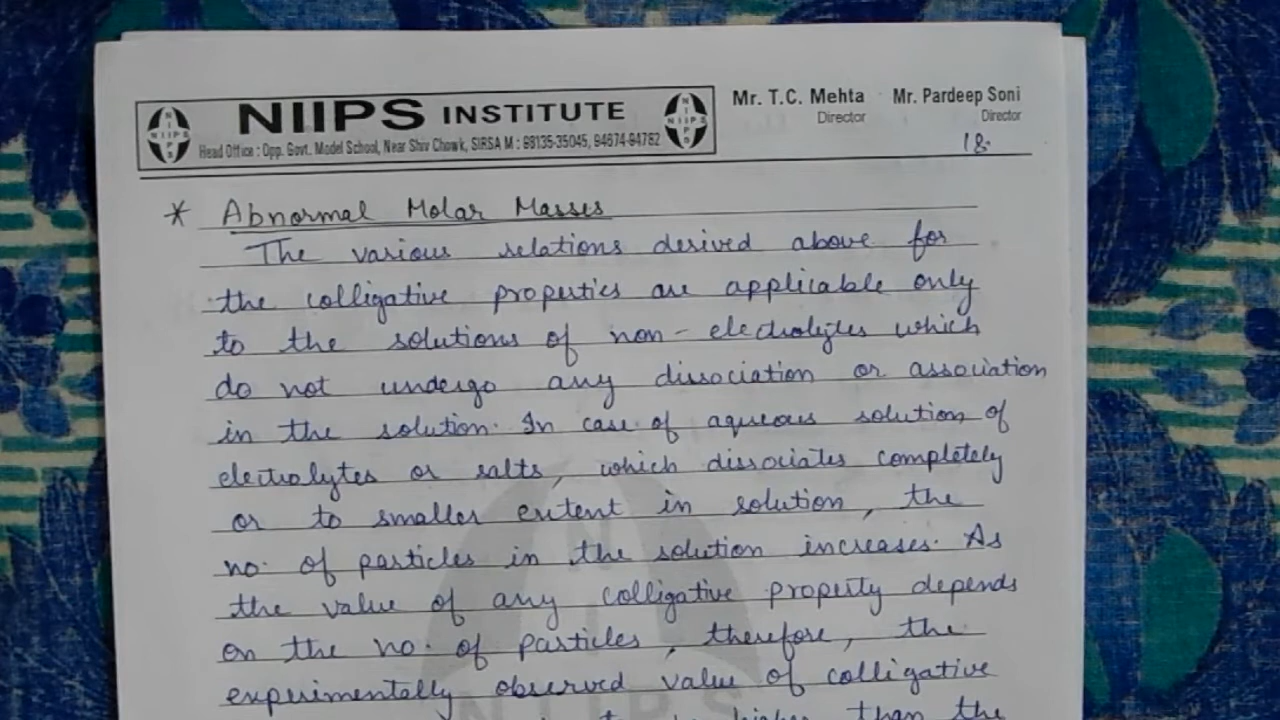 NIIPS INSTITUTE
Head Office : Opp. Govt. Model School, Near Shiv Chowk, SIRSA M : 98135-35045, 94674-94782
Mr. T.C. Mehta Mr. Pardeep Soni
Director Director
18.
* Abnormal Molar Masses
The various relations derived above for
the colligative properties are applicable only
to the solutions of non-electrolytes which
do not undergo any dissociation or association
in the solution. In case of aqueous solution of
electrolytes or salts, which dissociates completely
or to smaller extent in solution, the
no. of particles in the solution increases. As
the value of any colligative property depends
on the no. of particles, therefore, the
experimentally observed value of colligative
higher than the